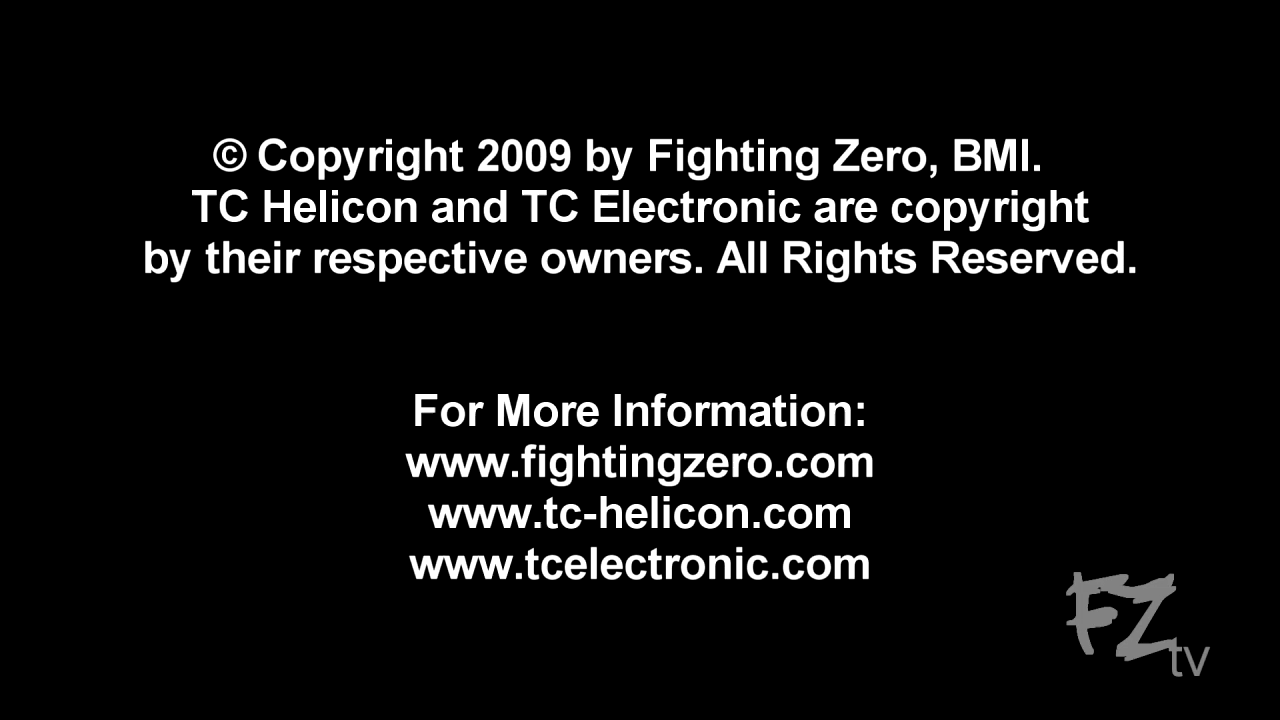 © Copyright 2009 by Fighting Zero, BMI.
TC Helicon and TC Electronic are copyright
by their respective owners. All Rights Reserved.
For More Information:
www.fightingzero.com
www.tc-helicon.com
www.tcelectronic.com
FZ
tv